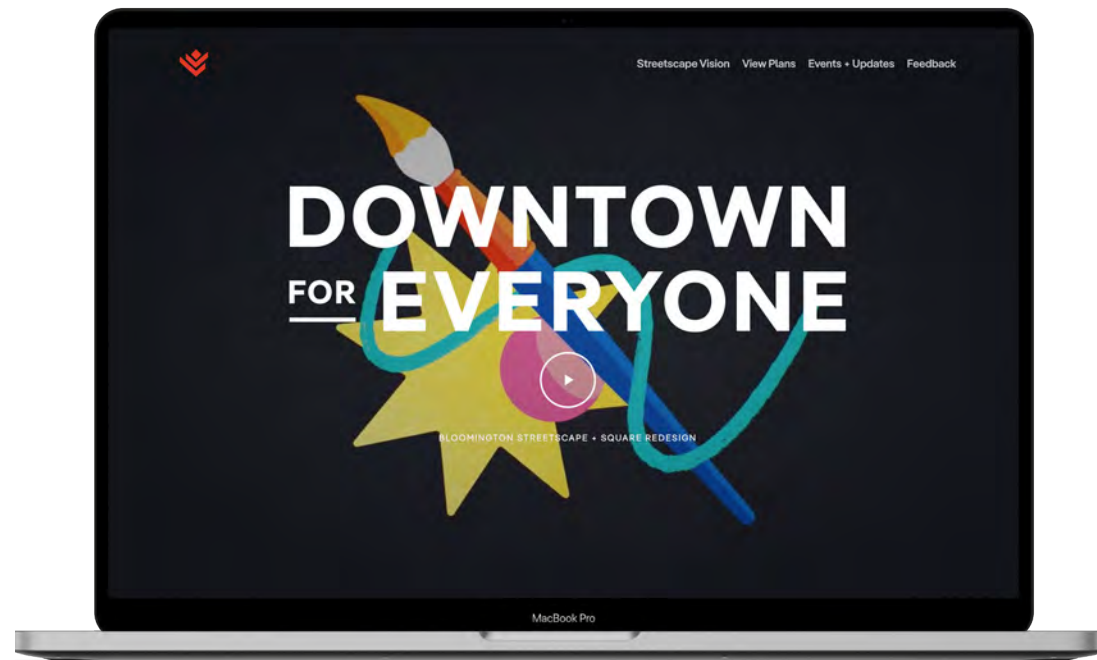 Streetscape Vision View Plans Events + Updates Feedback
DOWNTOWN
FOR EVERYONE
BLOOMINGTON STREETSCAPE + SQUARE REDESIGN
MacBook Pro